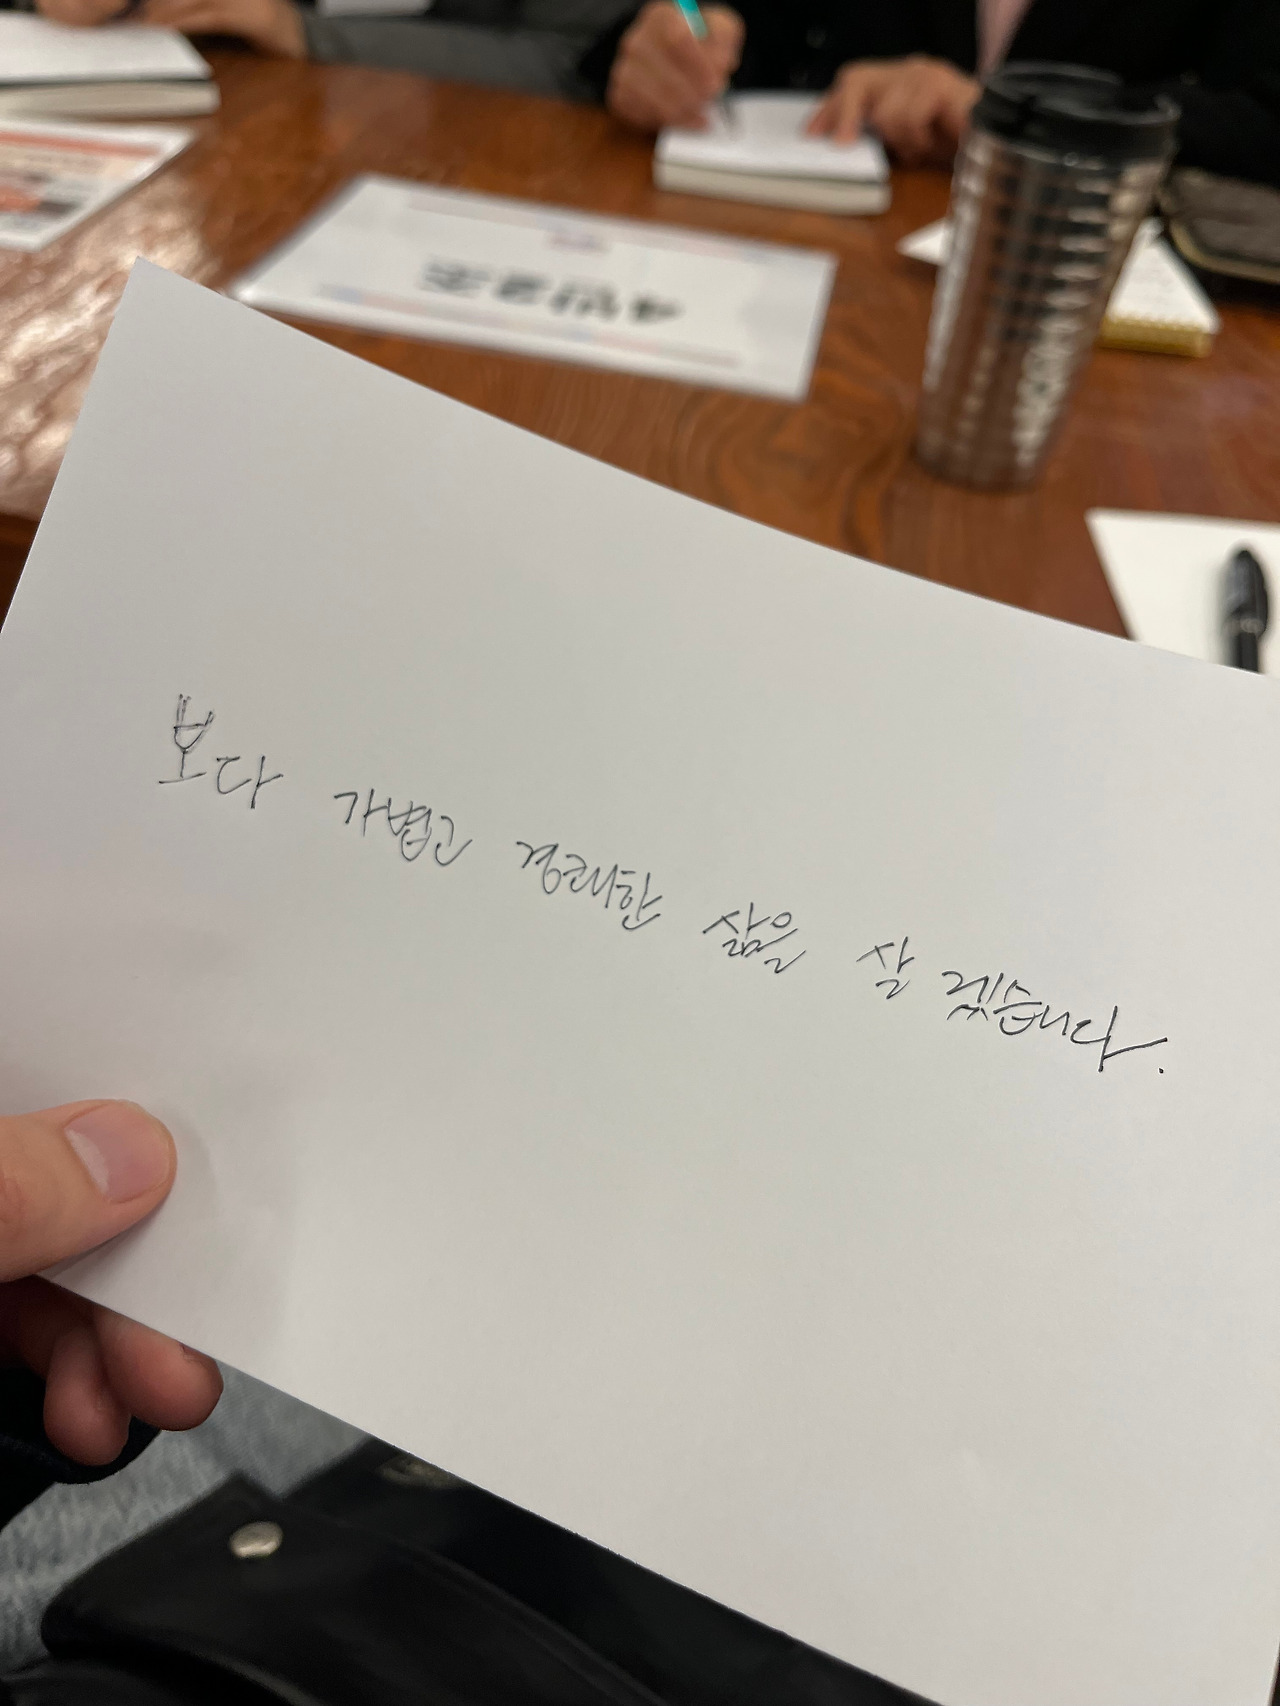 보다 가볍고 경쾌한 삶을 살겠습니다.